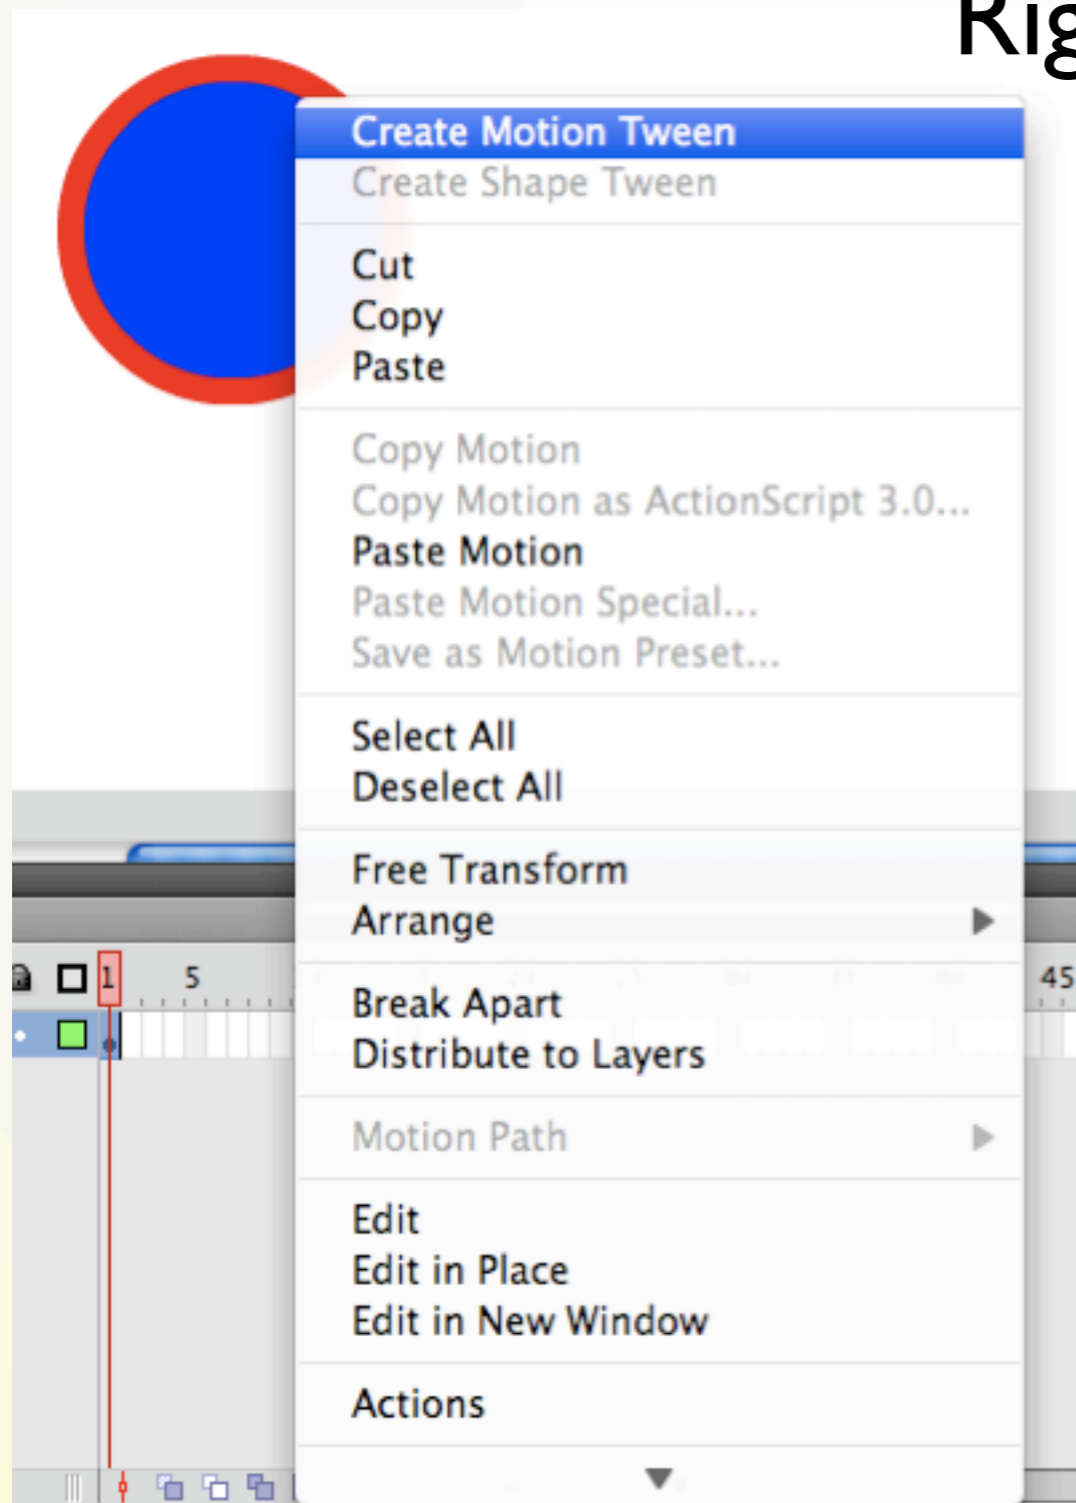 Rig
Create Motion Tween
Create Shape Tween
Cut
Copy
Paste
Copy Motion
Copy Motion as ActionScript 3.0...
Paste Motion
Paste Motion Special...
Save as Motion Preset...
Select All
Deselect All
Free Transform
Arrange
1 5 45
Break Apart
Distribute to Layers
Motion Path
Edit
Edit in Place
Edit in New Window
Actions